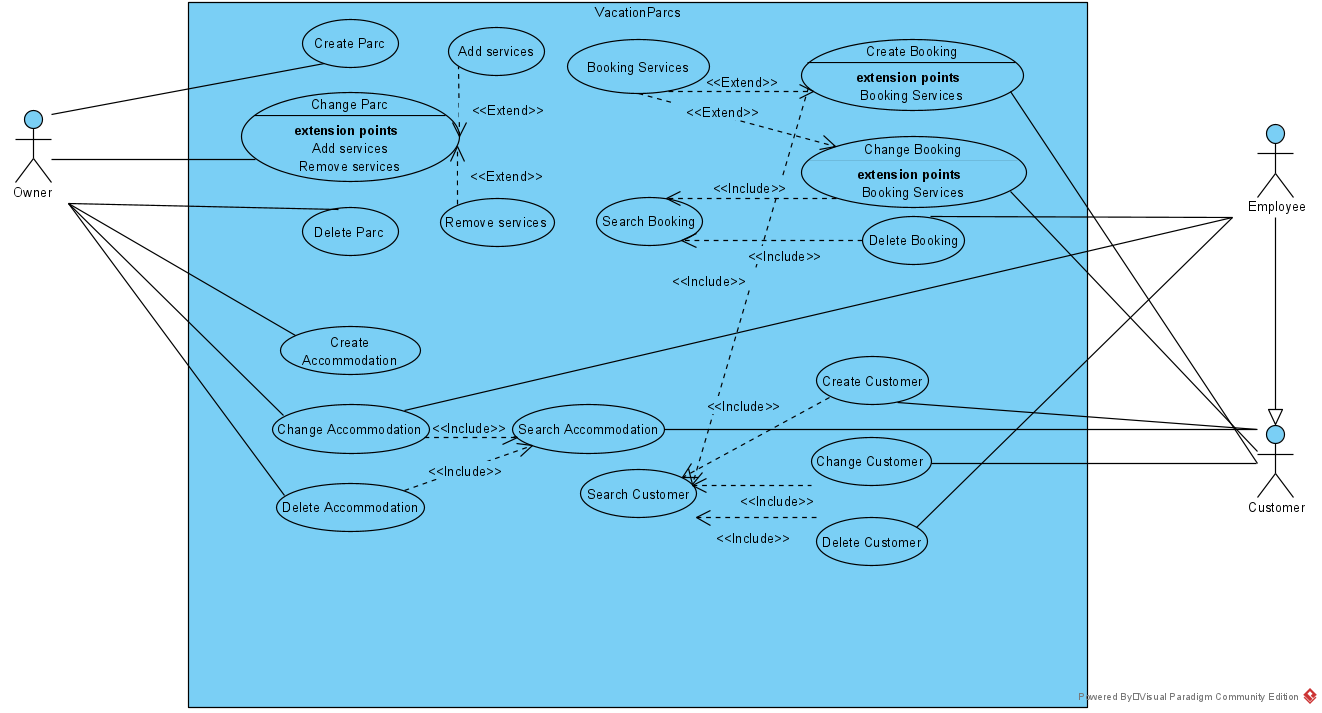 VacationParcs
Create Parc
Add services
Booking Services
Create Booking
extension points
Booking Services
<<Extend>>
<<Extend>>
<<Extend>>
Change Parc
extension points
Add services
Remove services
Change Booking
extension points
Booking Services
<<Extend>>
<<Include>>
Owner
Employee
Delete Parc
Remove services
Search Booking
Delete Booking
<<Include>>
<<Include>>
Create
Accommodation
Create Customer
<<Include>>
Change Accommodation
<<Include>>
Search Accommodation
Change Customer
<<Include>>
Search Customer
<<Include>>
Delete Accommodation
Customer
Delete Customer
<<Include>>
Powered By Visual Paradigm Community Edition